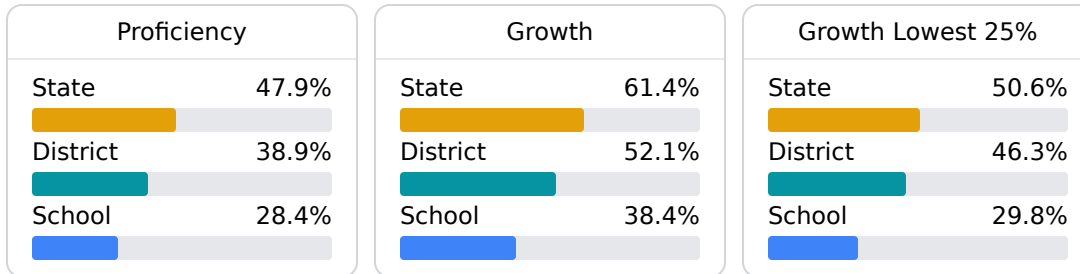 Proficiency
State 47.9%
District 38.9%
School 28.4%
Growth
State 61.4%
District 52.1%
School 38.4%
Growth Lowest 25%
State 50.6%
District 46.3%
School 29.8%